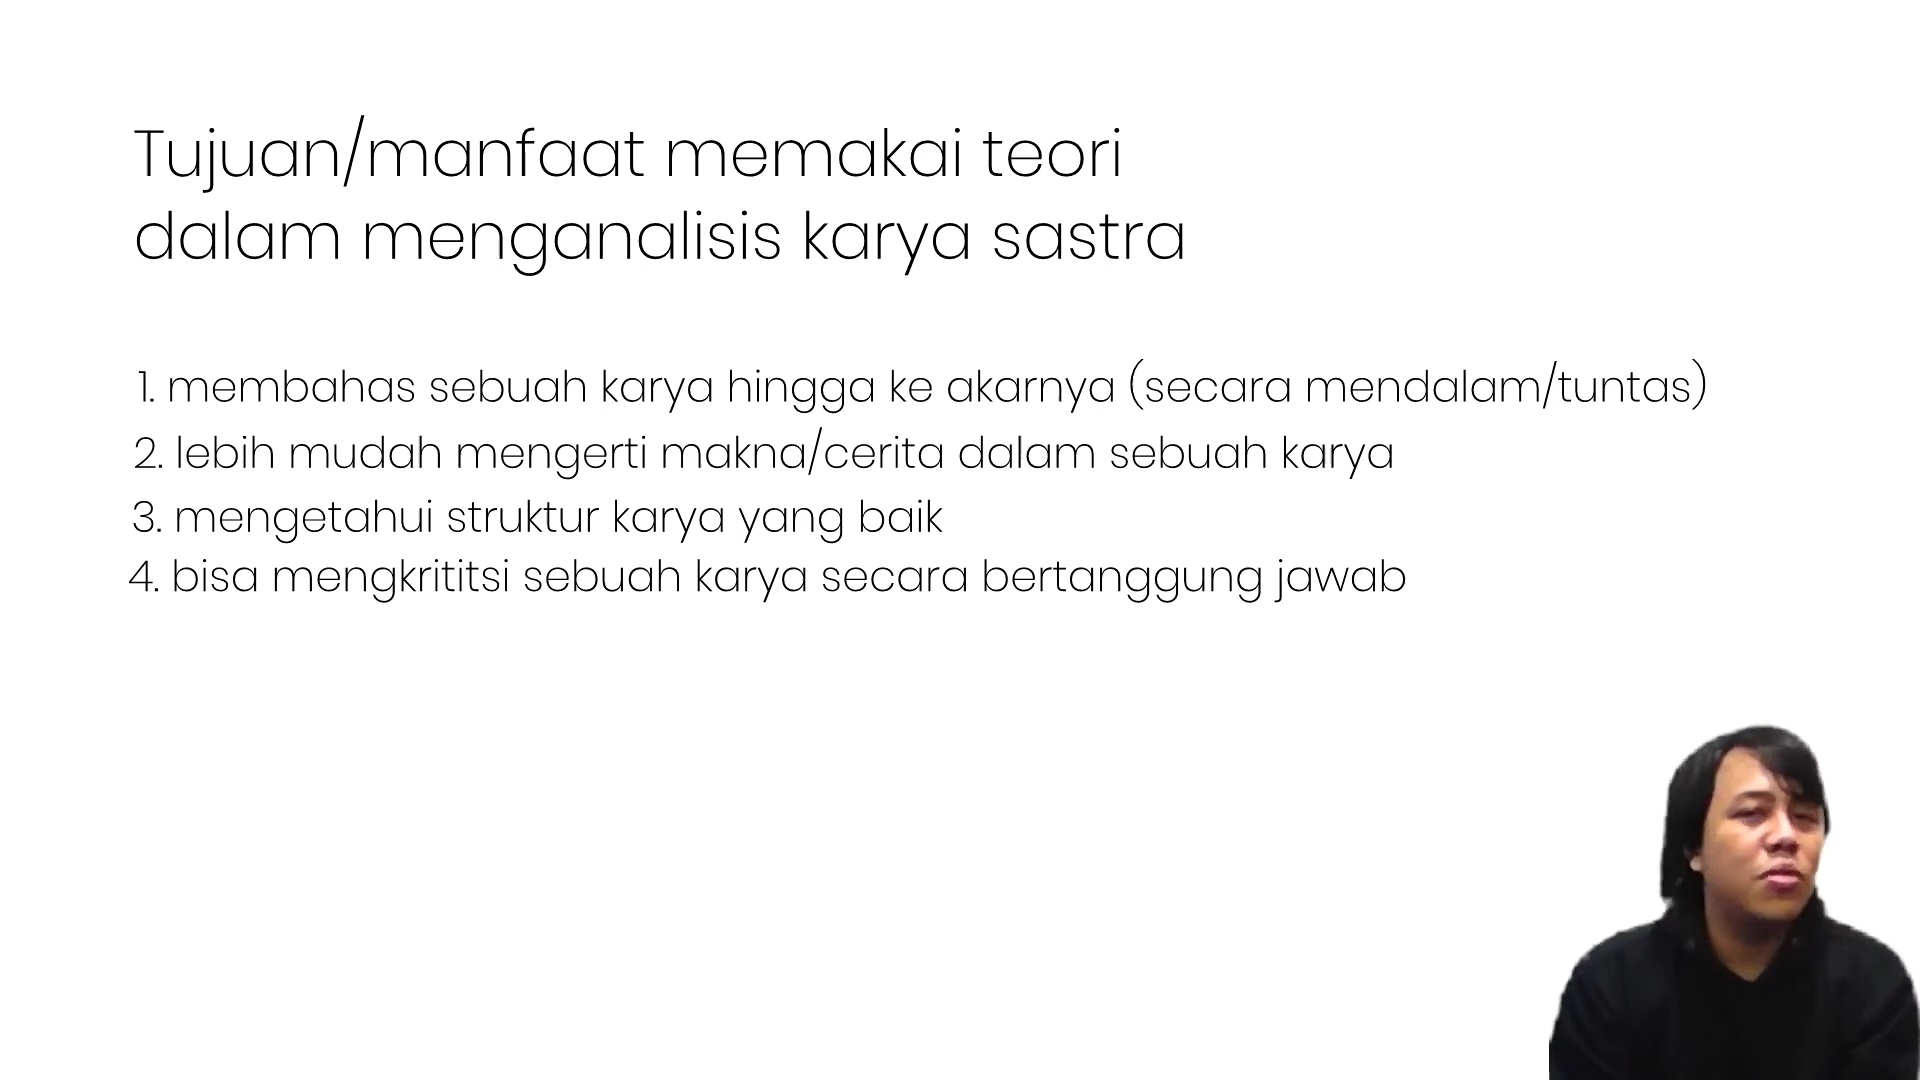 Tujuan/manfaat memakai teori
dalam menganalisis karya sastra
1. membahas sebuah karya hingga ke akarnya (secara mendalam/tuntas)
2. lebih mudah mengerti makna/cerita dalam sebuah karya
3. mengetahui struktur karya yang baik
4. bisa mengkrititsi sebuah karya secara bertanggung jawab